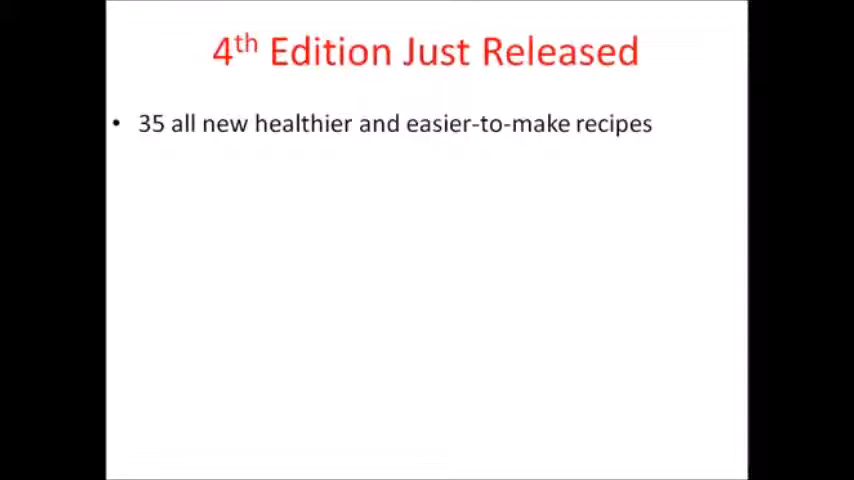 4th Edition Just Released
• 35 all new healthier and easier-to-make recipes